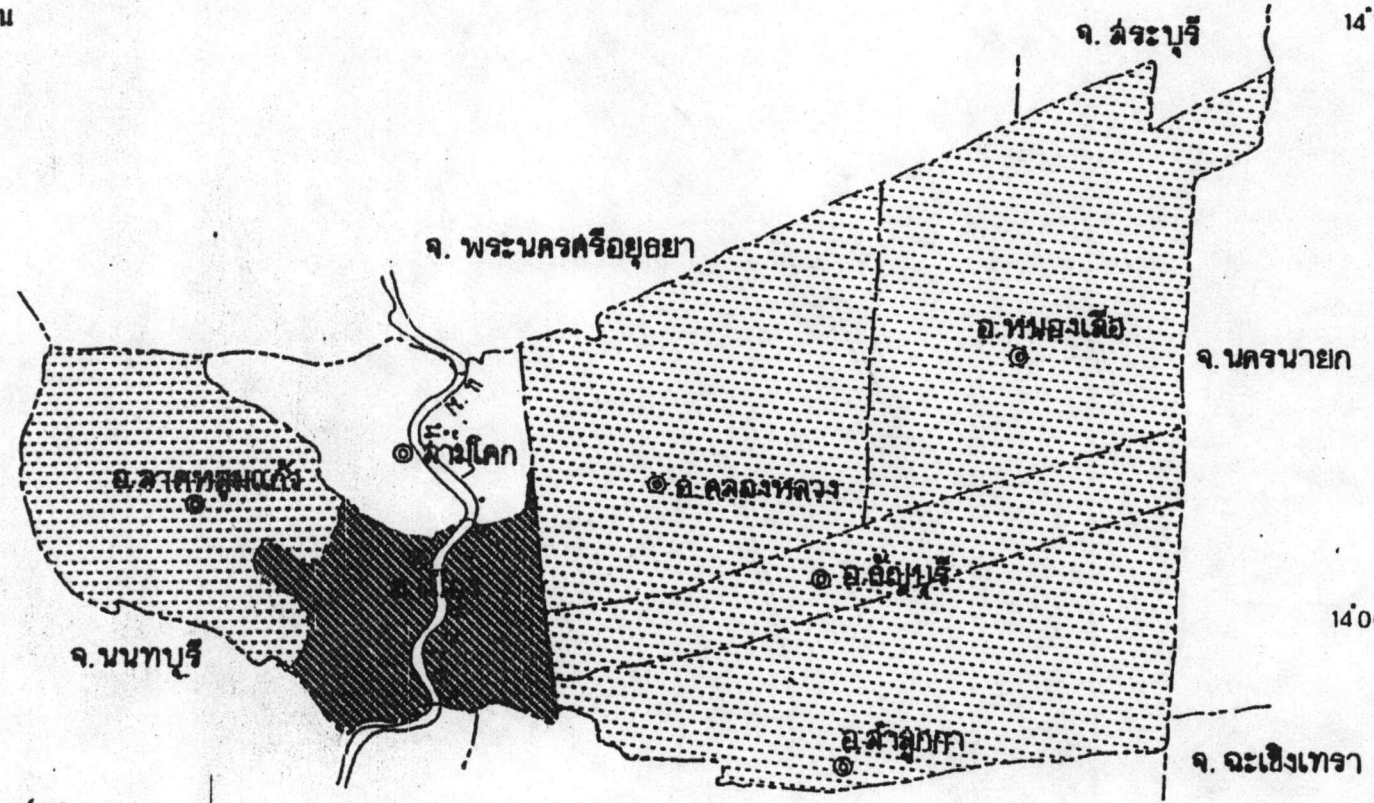 น
14°
จ. สระบุรี
จ. พระนครศรีอยุธยา
อ.หนองเสือ
จ.นครนายก
สามโคก
อ.ลาดหลุมแก้ว
อ.คลองหลวง
อ.ธัญบุรี
14°0
จ.นนทบุรี
อ.ลำลูกกา
จ. ฉะเชิงเทรา